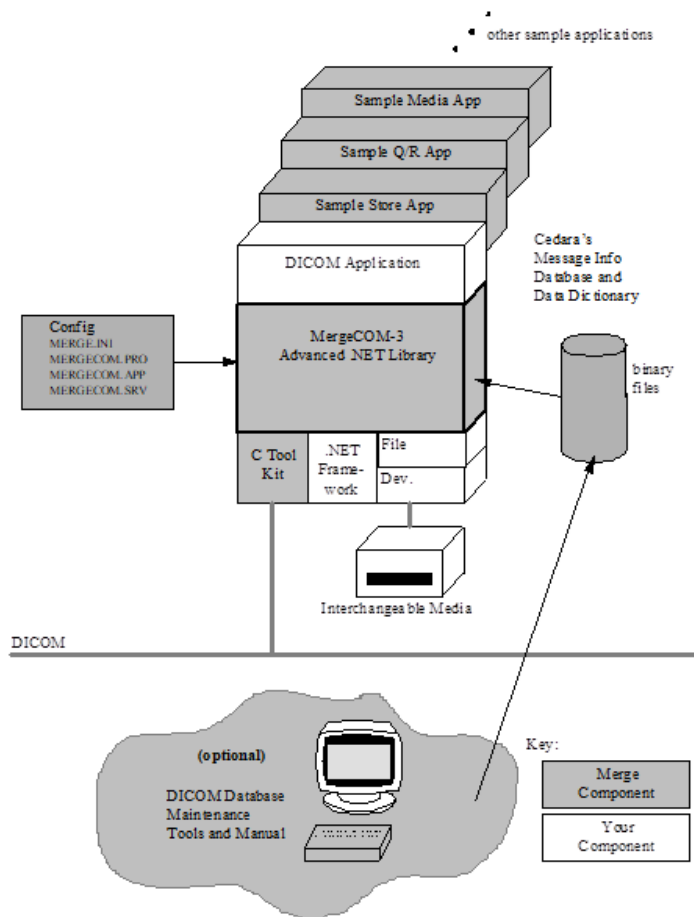 other sample applications
Sample Media App
Sample Q/R App
Sample Store App
DICOM Application
Cedara's
Message Info
Database and
Data Dictionary
Config
MERGE.INI
MERGECOM.PRO
MERGECOM.APP
MERGECOM.SRV
MergeCOM-3
Advanced .NET Library
binary
files
C Tool
Kit
.NET
Frame-
work
File
Dev.
Interchangeable Media
DICOM
(optional)
DICOM Database
Maintenance
Tools and Manual
Key:
Merge
Component
Your
Component